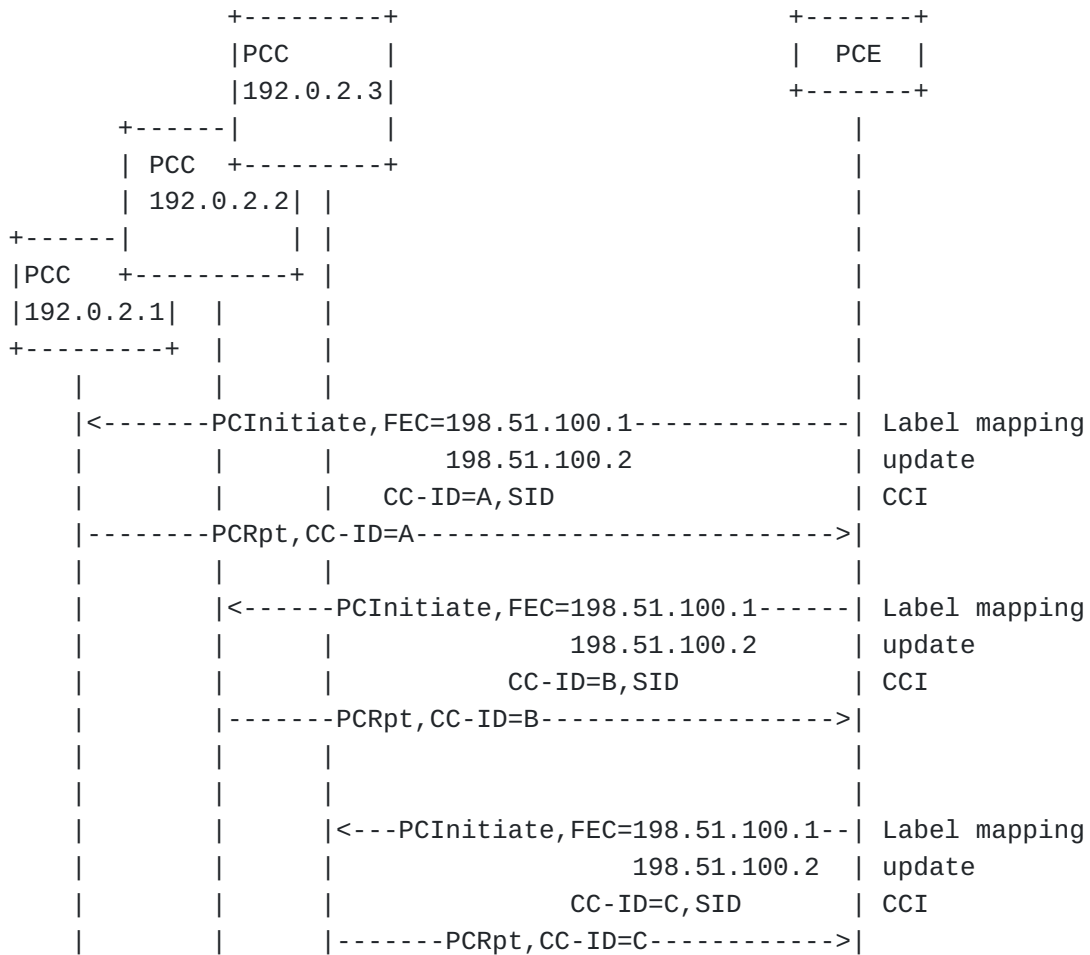 PCC
PCE
192.0.2.3
PCC
192.0.2.2
PCC
192.0.2.1
PCInitiate,FEC=198.51.100.1 Label mapping
198.51.100.2 update
CC-ID=A,SID CCI
PCRpt,CC-ID=A
PCInitiate,FEC=198.51.100.1 Label mapping
198.51.100.2 update
CC-ID=B,SID CCI
PCRpt,CC-ID=B
PCInitiate,FEC=198.51.100.1 Label mapping
198.51.100.2 update
CC-ID=C,SID CCI
PCRpt,CC-ID=C